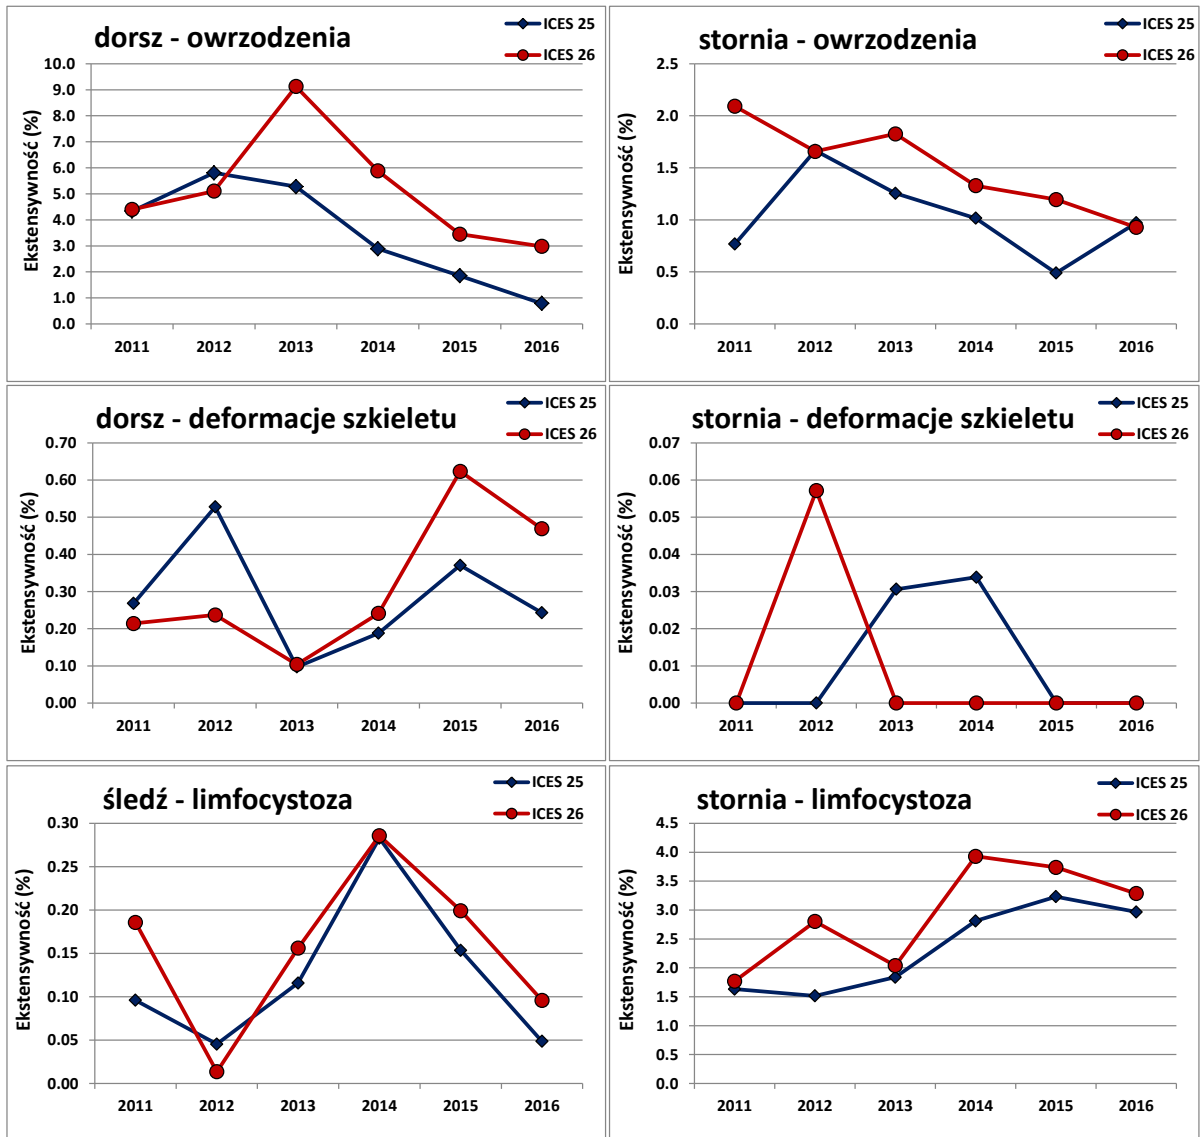 dorsz - owrzodzenia
ICES 25
ICES 26
Ekstensywność (%)
10.0
9.0
8.0
7.0
6.0
5.0
4.0
3.0
2.0
1.0
0.0
2011 2012 2013 2014 2015 2016
stornia - owrzodzenia
ICES 25
ICES 26
Ekstensywność (%)
2.5
2.0
1.5
1.0
0.5
0.0
2011 2012 2013 2014 2015 2016
dorsz - deformacje szkieletu
ICES 25
ICES 26
Ekstensywność (%)
0.70
0.60
0.50
0.40
0.30
0.20
0.10
0.00
2011 2012 2013 2014 2015 2016
stornia - deformacje szkieletu
ICES 25
ICES 26
Ekstensywność (%)
0.07
0.06
0.05
0.04
0.03
0.02
0.01
0.00
2011 2012 2013 2014 2015 2016
śledź - limfocystoza
ICES 25
ICES 26
Ekstensywność (%)
0.30
0.25
0.20
0.15
0.10
0.05
0.00
2011 2012 2013 2014 2015 2016
stornia - limfocystoza
ICES 25
ICES 26
Ekstensywność (%)
4.5
4.0
3.5
3.0
2.5
2.0
1.5
1.0
0.5
0.0
2011 2012 2013 2014 2015 2016